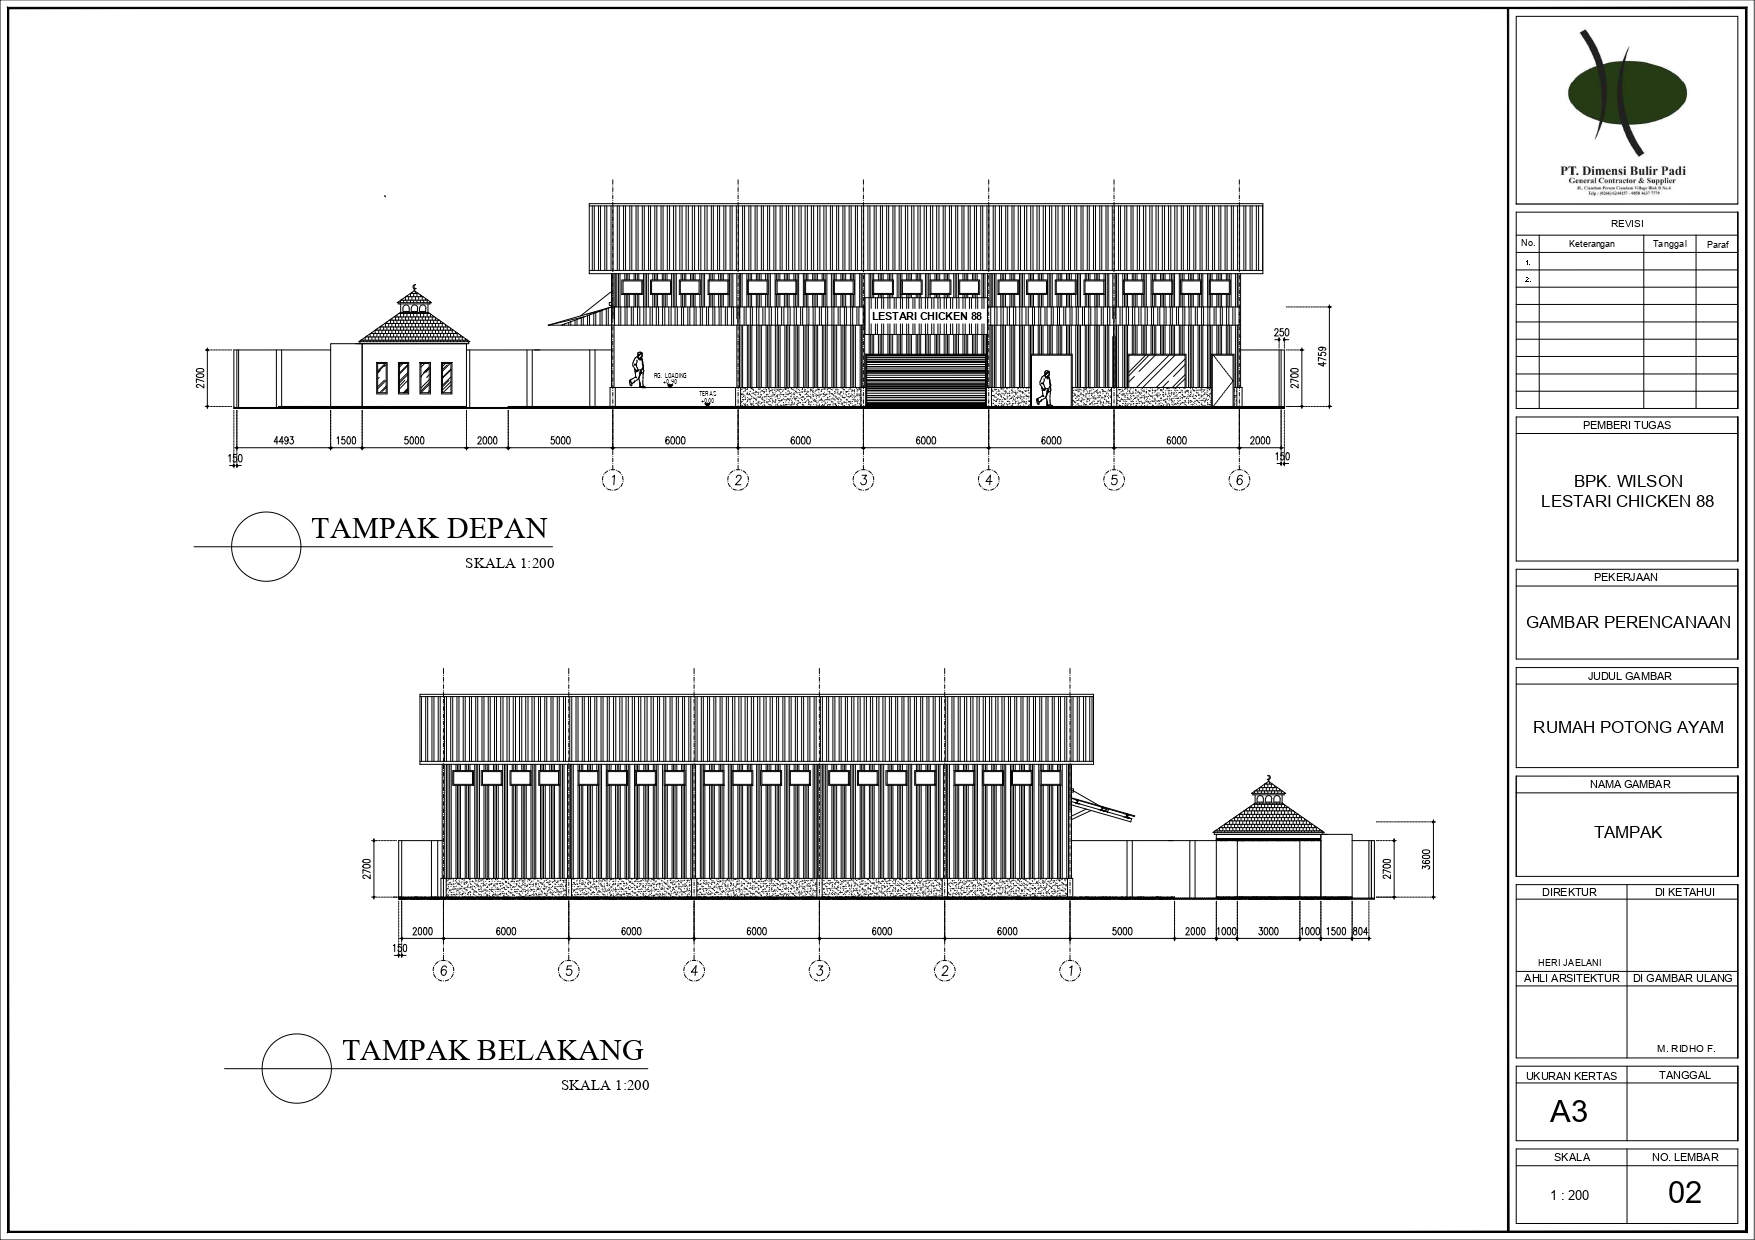 LESTARI CHICKEN 88
RG. LOADING
TERAS
+0.00
2700
250
2700
4759
4493
1500
5000
2000
5000
6000
6000
6000
6000
6000
2000
150
150
1
2
3
4
5
6
TAMPAK DEPAN
SKALA 1:200
2700
2700
3600
2000
6000
6000
6000
6000
6000
5000
2000
1000
3000
1000
1500
804
150
6
5
4
3
2
1
TAMPAK BELAKANG
SKALA 1:200
PT. Dimensi Bulir Padi
General Contractor & Supplier
REVISI
No. Keterangan Tanggal Paraf
1.
2.
PEMBERI TUGAS
BPK. WILSON
LESTARI CHICKEN 88
PEKERJAAN
GAMBAR PERENCANAAN
JUDUL GAMBAR
RUMAH POTONG AYAM
NAMA GAMBAR
TAMPAK
DIREKTUR DI KETAHUI
HERI JAELANI
AHLI ARSITEKTUR DI GAMBAR ULANG
M. RIDHO F.
UKURAN KERTAS TANGGAL
A3
SKALA NO. LEMBAR
1 : 200 02